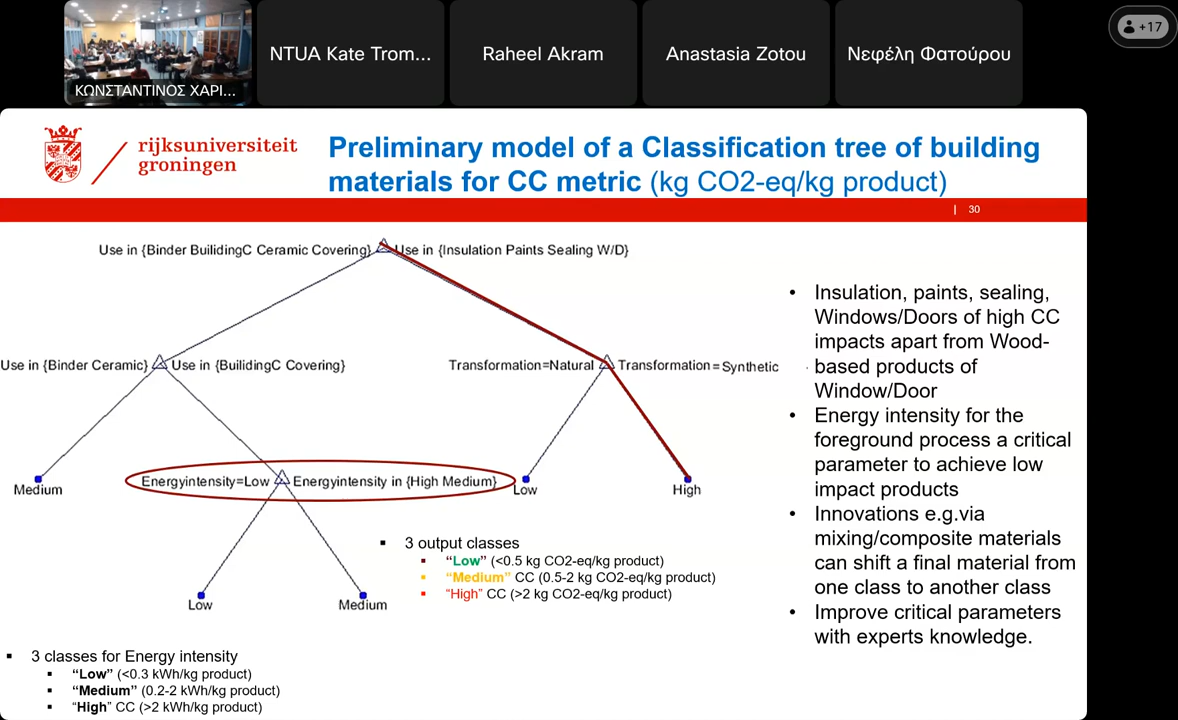 ΚΩΝΣΤΑΝΤΙΝΟΣ ΧΑΡΙ...
NTUA Kate Trom...
Raheel Akram
Anastasia Zotou
Νεφέλη Φατούρου
+17
rijksuniversiteit
groningen
Preliminary model of a Classification tree of building
materials for CC metric (kg CO2-eq/kg product)
| 30
Use in {Binder BuilidingC Ceramic Covering}
Use in {Insulation Paints Sealing W/D}
Use in {Binder Ceramic}
Use in {BuilidingC Covering}
Transformation=Natural
Transformation=Synthetic
Medium
Energyintensity=Low
Energyintensity in {High Medium}
Low
High
Low
Medium
▪ 3 output classes
▪ “Low” (<0.5 kg CO2-eq/kg product)
▪ “Medium” CC (0.5-2 kg CO2-eq/kg product)
▪ “High” CC (>2 kg CO2-eq/kg product)
▪ 3 classes for Energy intensity
▪ “Low” (<0.3 kWh/kg product)
▪ “Medium” (0.2-2 kWh/kg product)
▪ “High” CC (>2 kWh/kg product)
• Insulation, paints, sealing,
Windows/Doors of high CC
impacts apart from Wood-
based products of
Window/Door
• Energy intensity for the
foreground process a critical
parameter to achieve low
impact products
• Innovations e.g.via
mixing/composite materials
can shift a final material from
one class to another class
• Improve critical parameters
with experts knowledge.